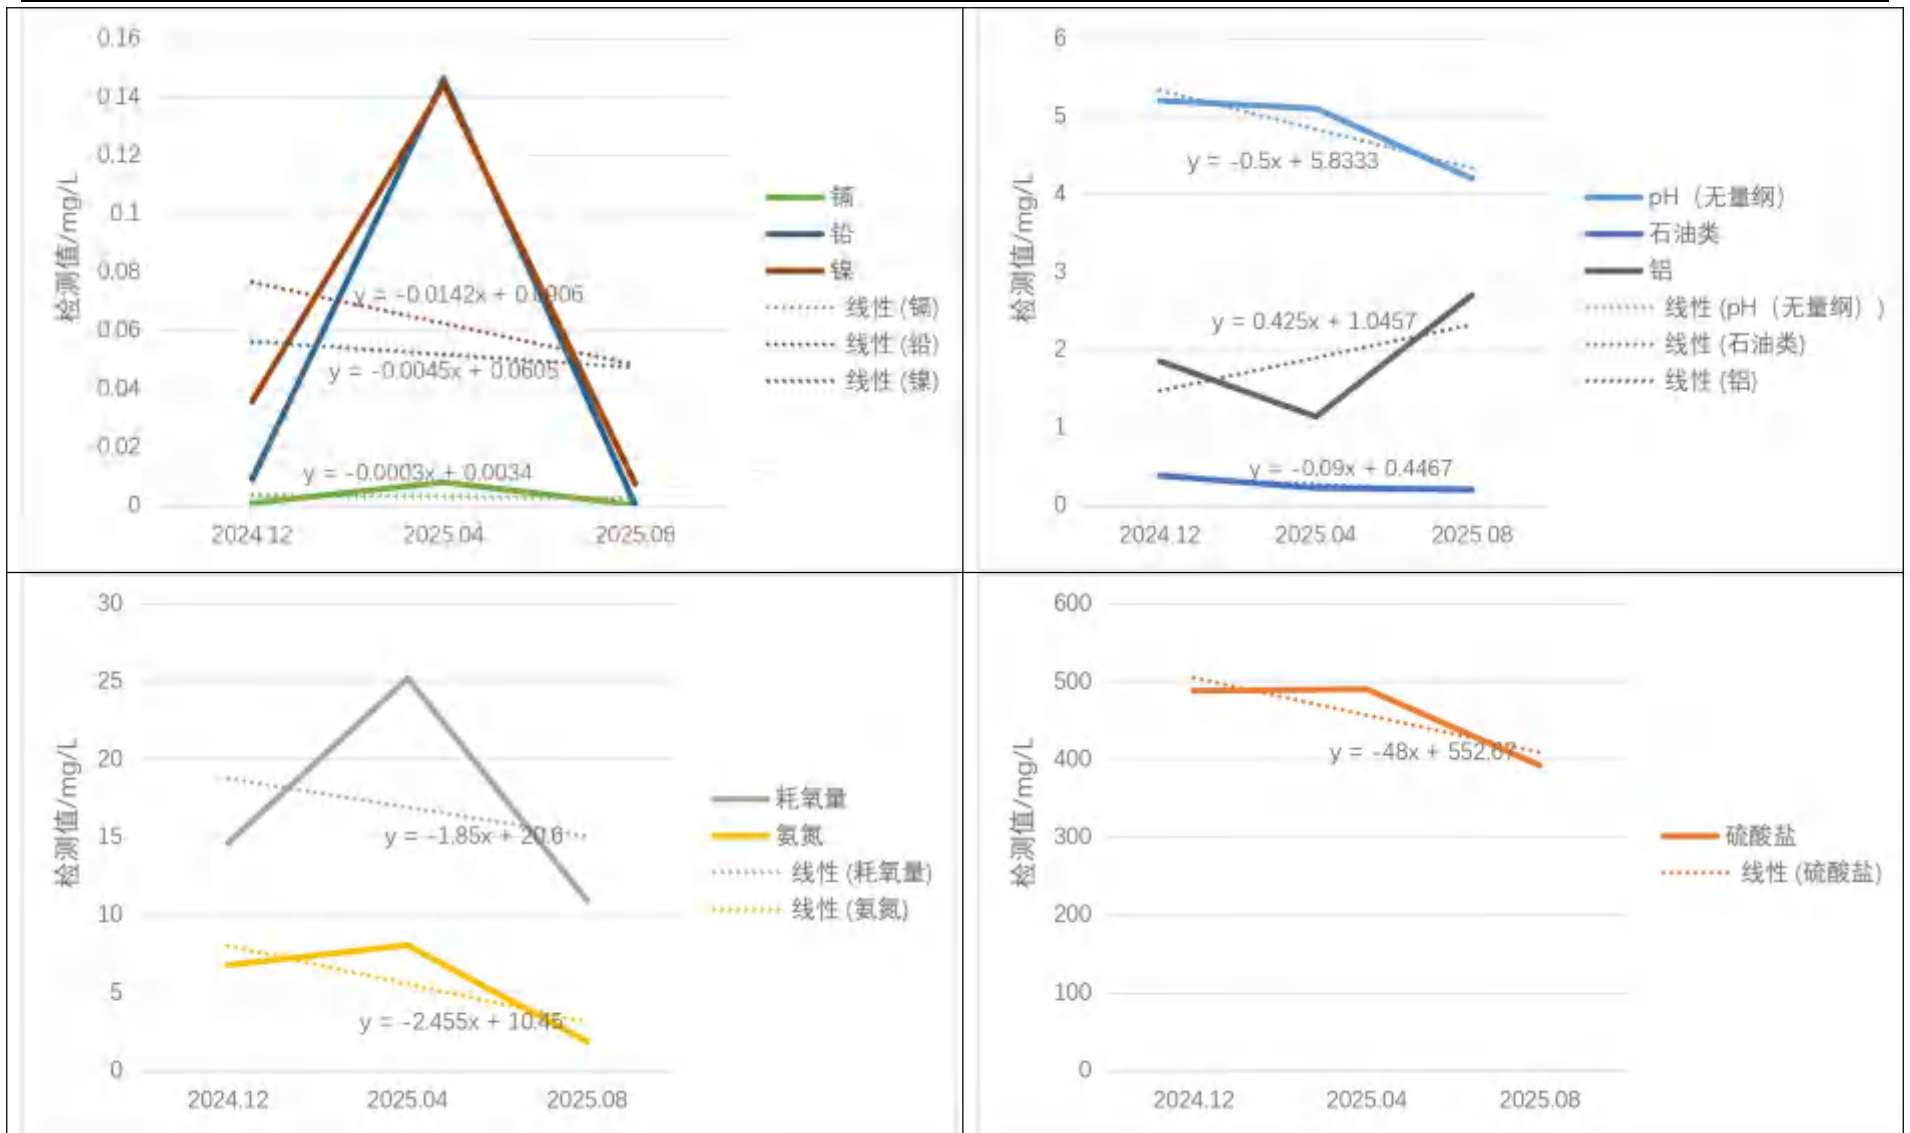 0.16
0.14
0.12
0.1
0.08
0.06
0.04
0.02
0
检测值/mg/L
y = -0.0142x + 0.0906
y = -0.0045x + 0.0605
y = -0.0003x + 0.0034
2024.12
2025.04
2025.08
镉
铅
镍
线性 (镉)
线性 (铅)
线性 (镍)
6
5
4
3
2
1
0
检测值/mg/L
y = -0.5x + 5.8333
y = 0.425x + 1.0457
y = -0.09x + 0.4467
2024.12
2025.04
2025.08
pH（无量纲）
石油类
铝
线性 (pH（无量纲）)
线性 (石油类)
线性 (铝)
30
25
20
15
10
5
0
检测值/mg/L
y = -1.85x + 20.6
y = -2.455x + 10.45
2024.12
2025.04
2025.08
耗氧量
氨氮
线性 (耗氧量)
线性 (氨氮)
600
500
400
300
200
100
0
检测值/mg/L
y = -48x + 552.67
2024.12
2025.04
2025.08
硫酸盐
线性 (硫酸盐)